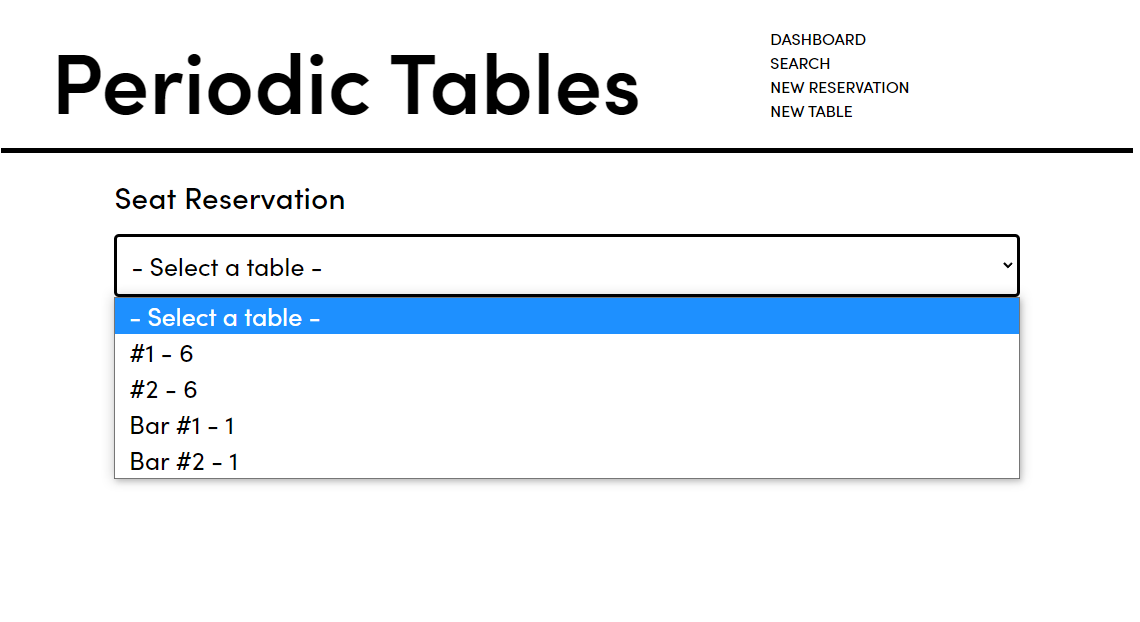 Periodic Tables
DASHBOARD
SEARCH
NEW RESERVATION
NEW TABLE
Seat Reservation
- Select a table -
- Select a table -
#1 - 6
#2 - 6
Bar #1 - 1
Bar #2 - 1